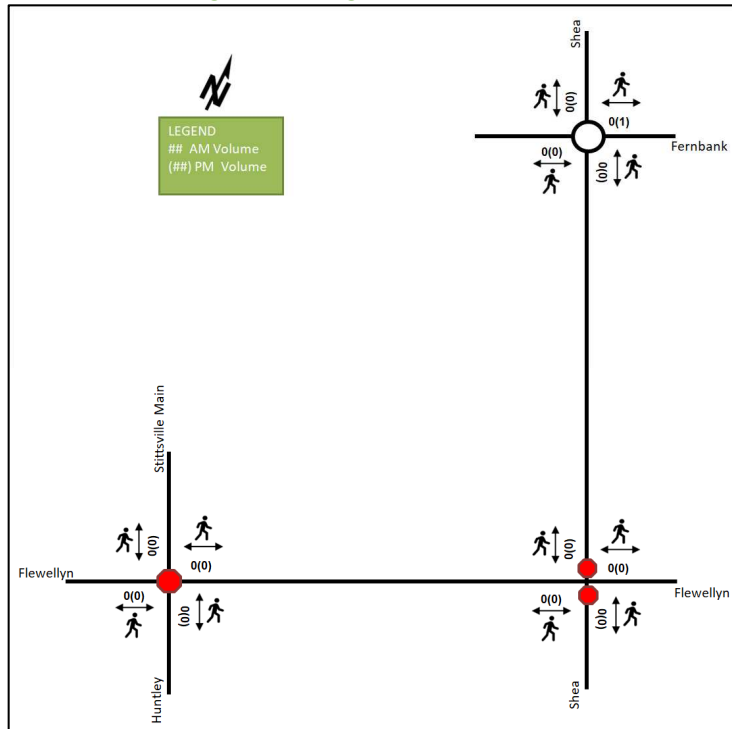 Shea
0(0)
0(1)
Fernbank
0(0)
0(0)
LEGEND
## AM Volume
(##) PM Volume
Stittsville Main
0(0)
0(0)
Flewellyn
0(0)
0(0)
Huntley
0(0)
0(0)
Flewellyn
0(0)
0(0)
Shea
N